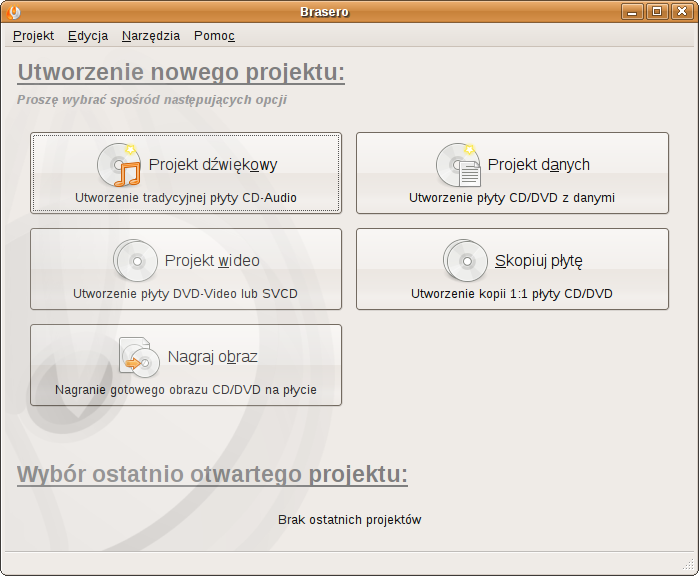 Brasero
Projekt Edycja Narzędzia Pomoc
Utworzenie nowego projektu:
Proszę wybrać spośród następujących opcji
Projekt dźwiękowy
Utworzenie tradycyjnej płyty CD-Audio
Projekt danych
Utworzenie płyty CD/DVD z danymi
Projekt wideo
Utworzenie płyty DVD-Video lub SVCD
Skopiuj płytę
Utworzenie kopii 1:1 płyty CD/DVD
Nagraj obraz
Nagranie gotowego obrazu CD/DVD na płycie
Wybór ostatnio otwartego projektu:
Brak ostatnich projektów